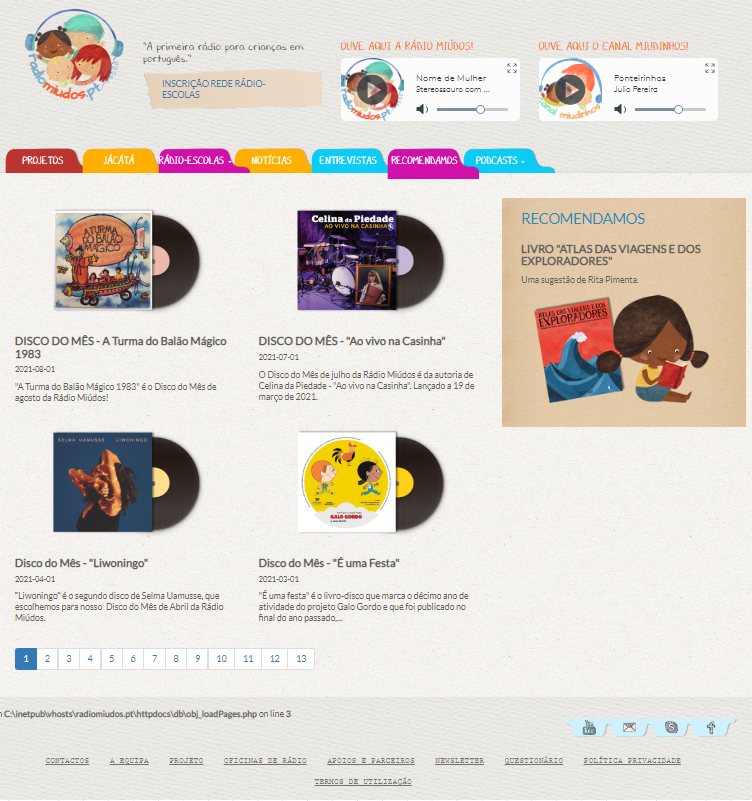 radiomiudos.pt
"A primeira rádio para crianças em
português."
INSCRIÇÃO REDE RÁDIO-
ESCOLAS
OUVE AQUI A RÁDIO MIÚDOS!
Nome de Mulher
Stereossauro com ...
OUVE AQUI O CANAL MIUDINHOS!
canal miudinhos
Ponteirinhos
Julio Pereira
PROJETOS
JÁCÁTÁ
RÁDIO-ESCOLAS
NOTÍCIAS
ENTREVISTAS
RECOMENDAMOS
PODCASTS
A TURMA
DO BALÃO
MÁGICO
Celina da Piedade
AO VIVO NA CASINHA
DISCO DO MÊS - A Turma do Balão Mágico
1983
2021-08-01
"A Turma do Balão Mágico 1983" é o Disco do Mês de
agosto da Rádio Miúdos!
DISCO DO MÊS - "Ao vivo na Casinha"
2021-07-01
O Disco do Mês de julho da Rádio Miúdos é da autoria de
Celina da Piedade - "Ao vivo na Casinha". Lançado a 19 de
março de 2021.
RECOMENDAMOS
LIVRO "ATLAS DAS VIAGENS E DOS
EXPLORADORES"
Uma sugestão de Rita Pimenta.
ATLAS DAS VIAGENS E DOS
EXPLORADORES
SELMA UAMUSSE LIWONINGO
GALO GORDO
Disco do Mês - "Liwoningo"
2021-04-01
"Liwoningo" é o segundo disco de Selma Uamusse, que
escolhemos para nosso Disco do Mês de Abril da Rádio
Miúdos.
Disco do Mês - "É uma Festa"
2021-03-01
"É uma festa" é o livro-disco que marca o décimo ano de
atividade do projeto Galo Gordo e que foi publicado no
final do ano passado,...
1 2 3 4 5 6 7 8 9 10 11 12 13
n C:\inetpub\vhosts\radiomiudos.pt\httpdocs\db\obj_loadPages.php on line 3
You Tube
CONTACTOS A EQUIPA PROJETO OFICINAS DE RÁDIO APOIOS E PARCEIROS NEWSLETTER QUESTIONÁRIO POLÍTICA PRIVACIDADE
TERMOS DE UTILIZAÇÃO